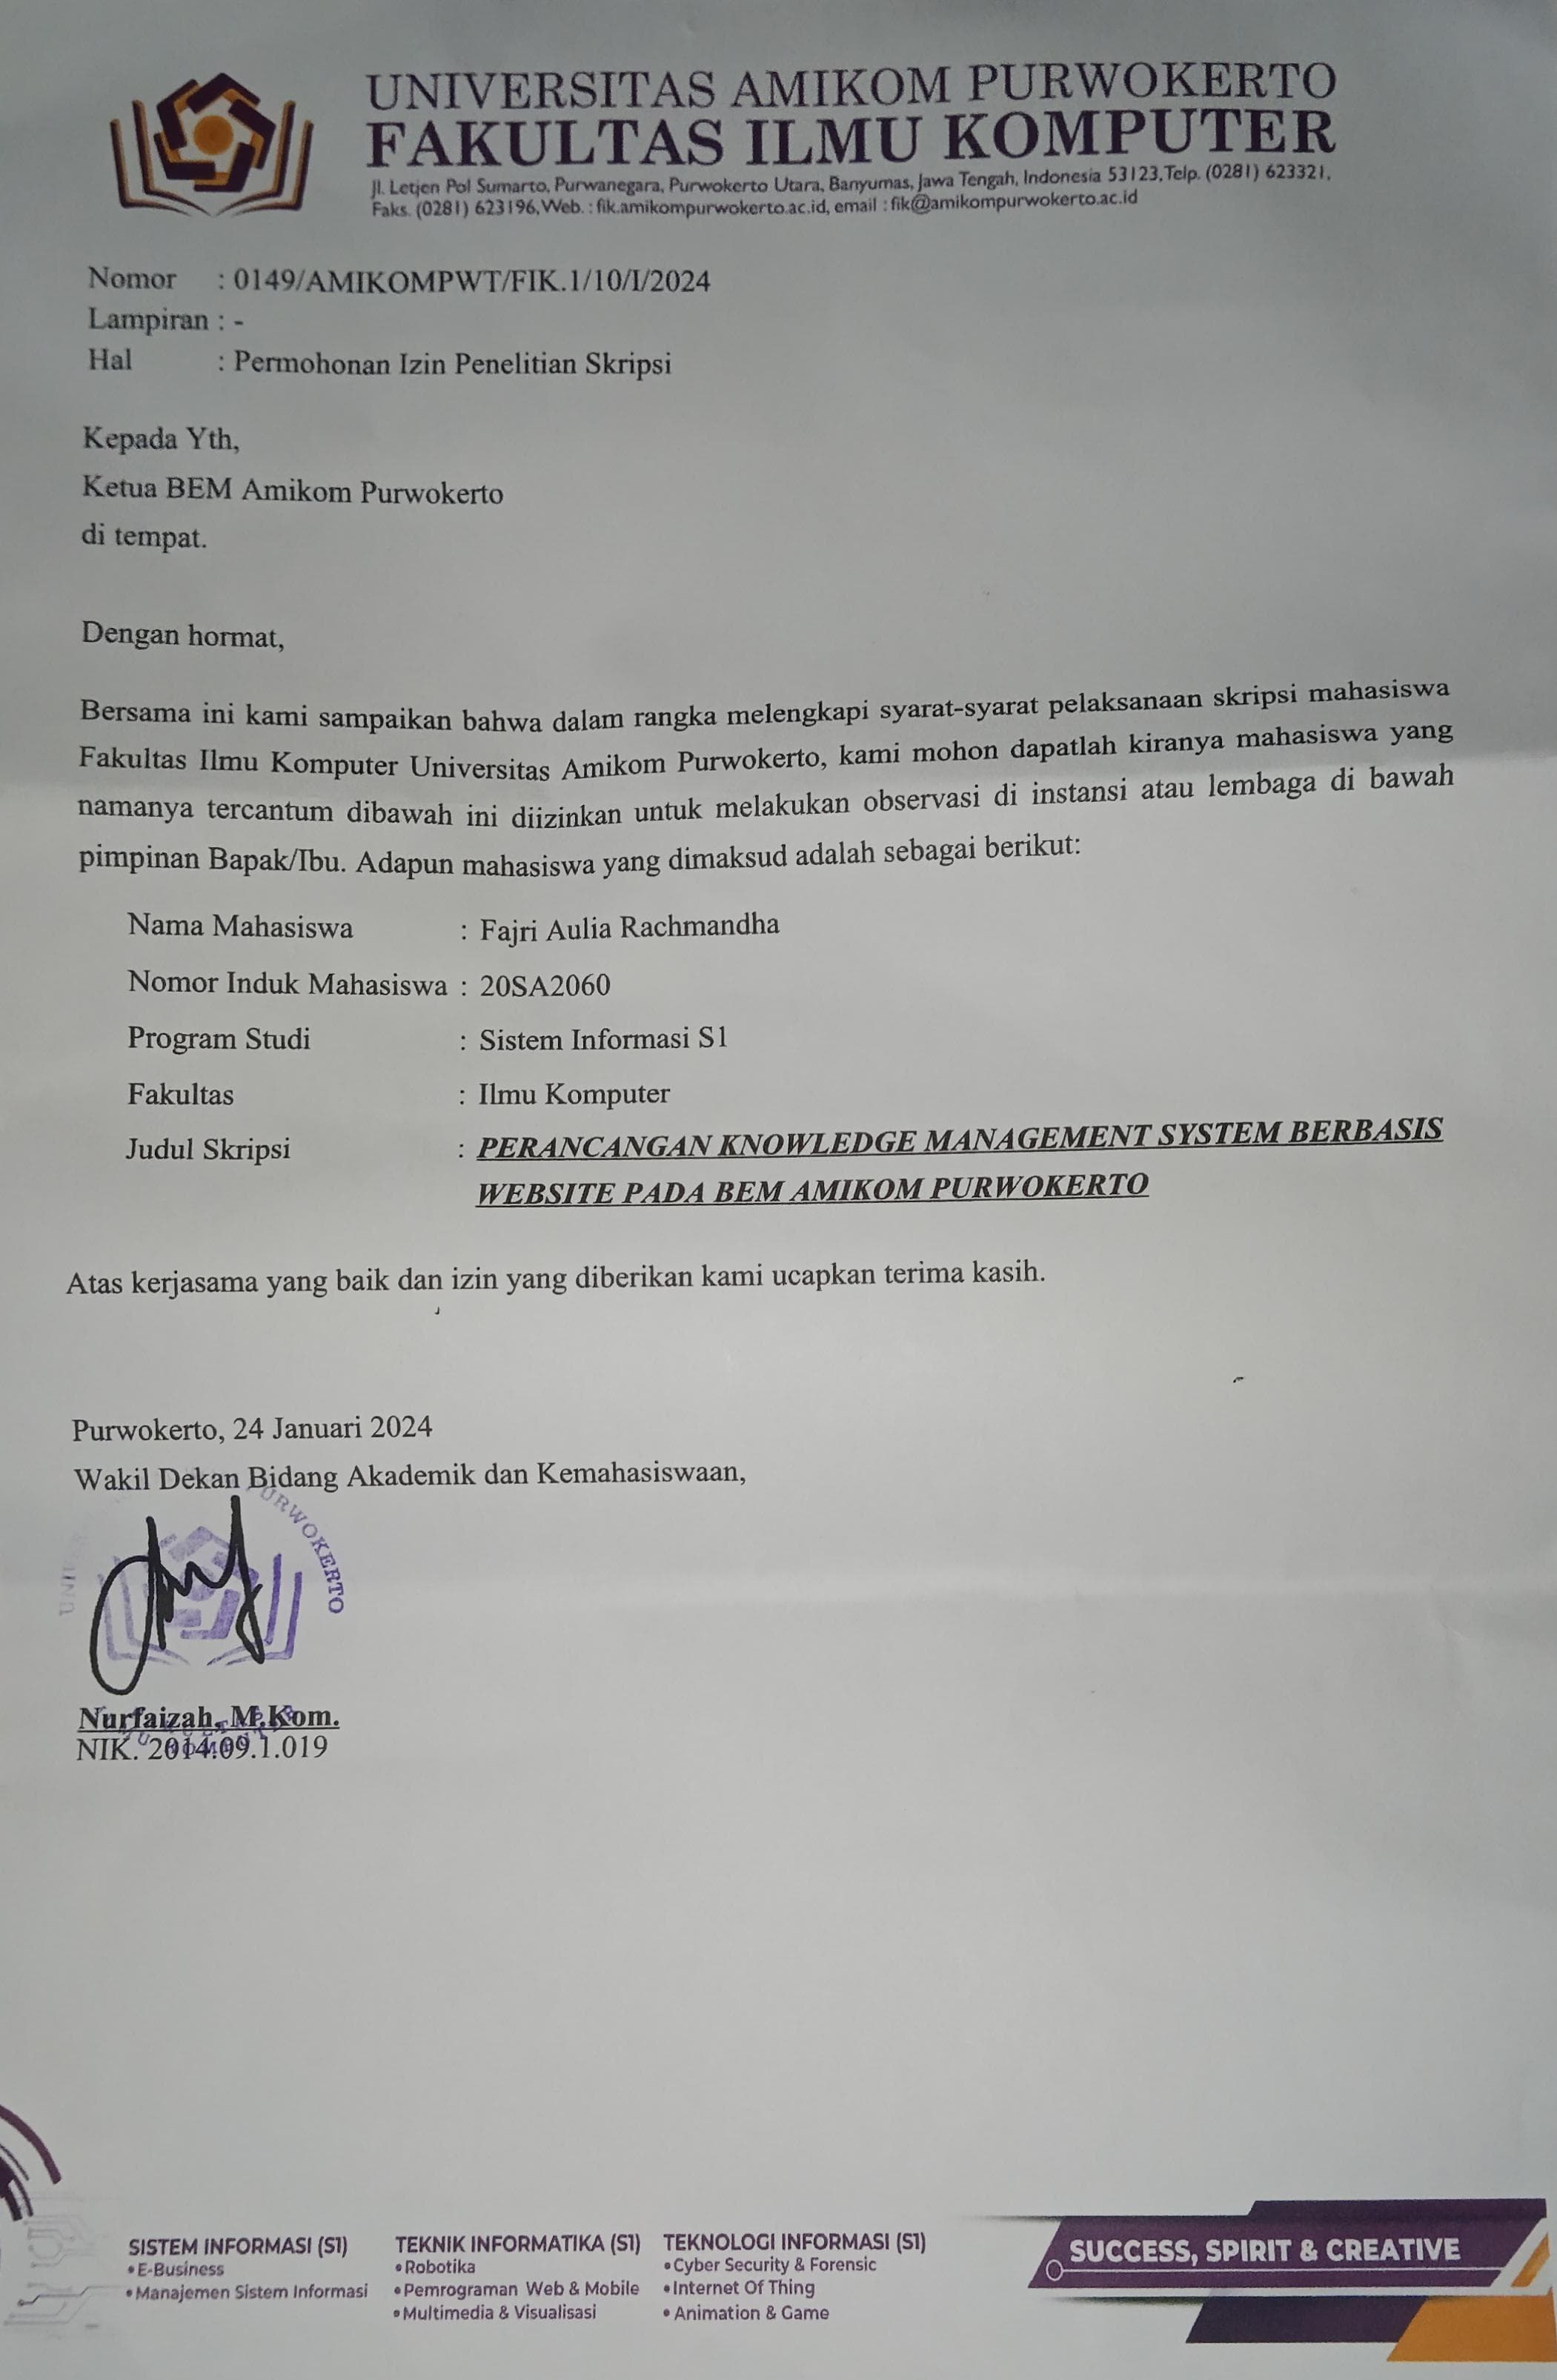 UNIVERSITAS AMIKOM PURWOKERTO
FAKULTAS ILMU KOMPUTER
Jl. Letjen Pol Sumarto, Purwanegara, Purwokerto Utara, Banyumas, Jawa Tengah, Indonesia 53123, Telp. (0281) 623321,
Faks. (0281) 623196, Web. : fik.amikompurwokerto.ac.id, email : fik@amikompurwokerto.ac.id
Nomor : 0149/AMIKOMPWT/FIK.1/10/I/2024
Lampiran : -
Hal : Permohonan Izin Penelitian Skripsi
Kepada Yth,
Ketua BEM Amikom Purwokerto
di tempat.
Dengan hormat,
Bersama ini kami sampaikan bahwa dalam rangka melengkapi syarat-syarat pelaksanaan skripsi mahasiswa
Fakultas Ilmu Komputer Universitas Amikom Purwokerto, kami mohon dapatlah kiranya mahasiswa yang
namanya tercantum dibawah ini diizinkan untuk melakukan observasi di instansi atau lembaga di bawah
pimpinan Bapak/Ibu. Adapun mahasiswa yang dimaksud adalah sebagai berikut:
Nama Mahasiswa : Fajri Aulia Rachmandha
Nomor Induk Mahasiswa : 20SA2060
Program Studi : Sistem Informasi S1
Fakultas : Ilmu Komputer
Judul Skripsi : PERANCANGAN KNOWLEDGE MANAGEMENT SYSTEM BERBASIS
WEBSITE PADA BEM AMIKOM PURWOKERTO
Atas kerjasama yang baik dan izin yang diberikan kami ucapkan terima kasih.
Purwokerto, 24 Januari 2024
Wakil Dekan Bidang Akademik dan Kemahasiswaan,
PURWOKERTO
Nurfaizah, M.Kom.
NIK. 2014.09.1.019
SISTEM INFORMASI (S1)
• E-Business
• Manajemen Sistem Informasi
TEKNIK INFORMATIKA (S1)
• Robotika
• Pemrograman Web & Mobile
• Multimedia & Visualisasi
TEKNOLOGI INFORMASI (S1)
• Cyber Security & Forensic
• Internet Of Thing
• Animation & Game
SUCCESS, SPIRIT & CREATIVE